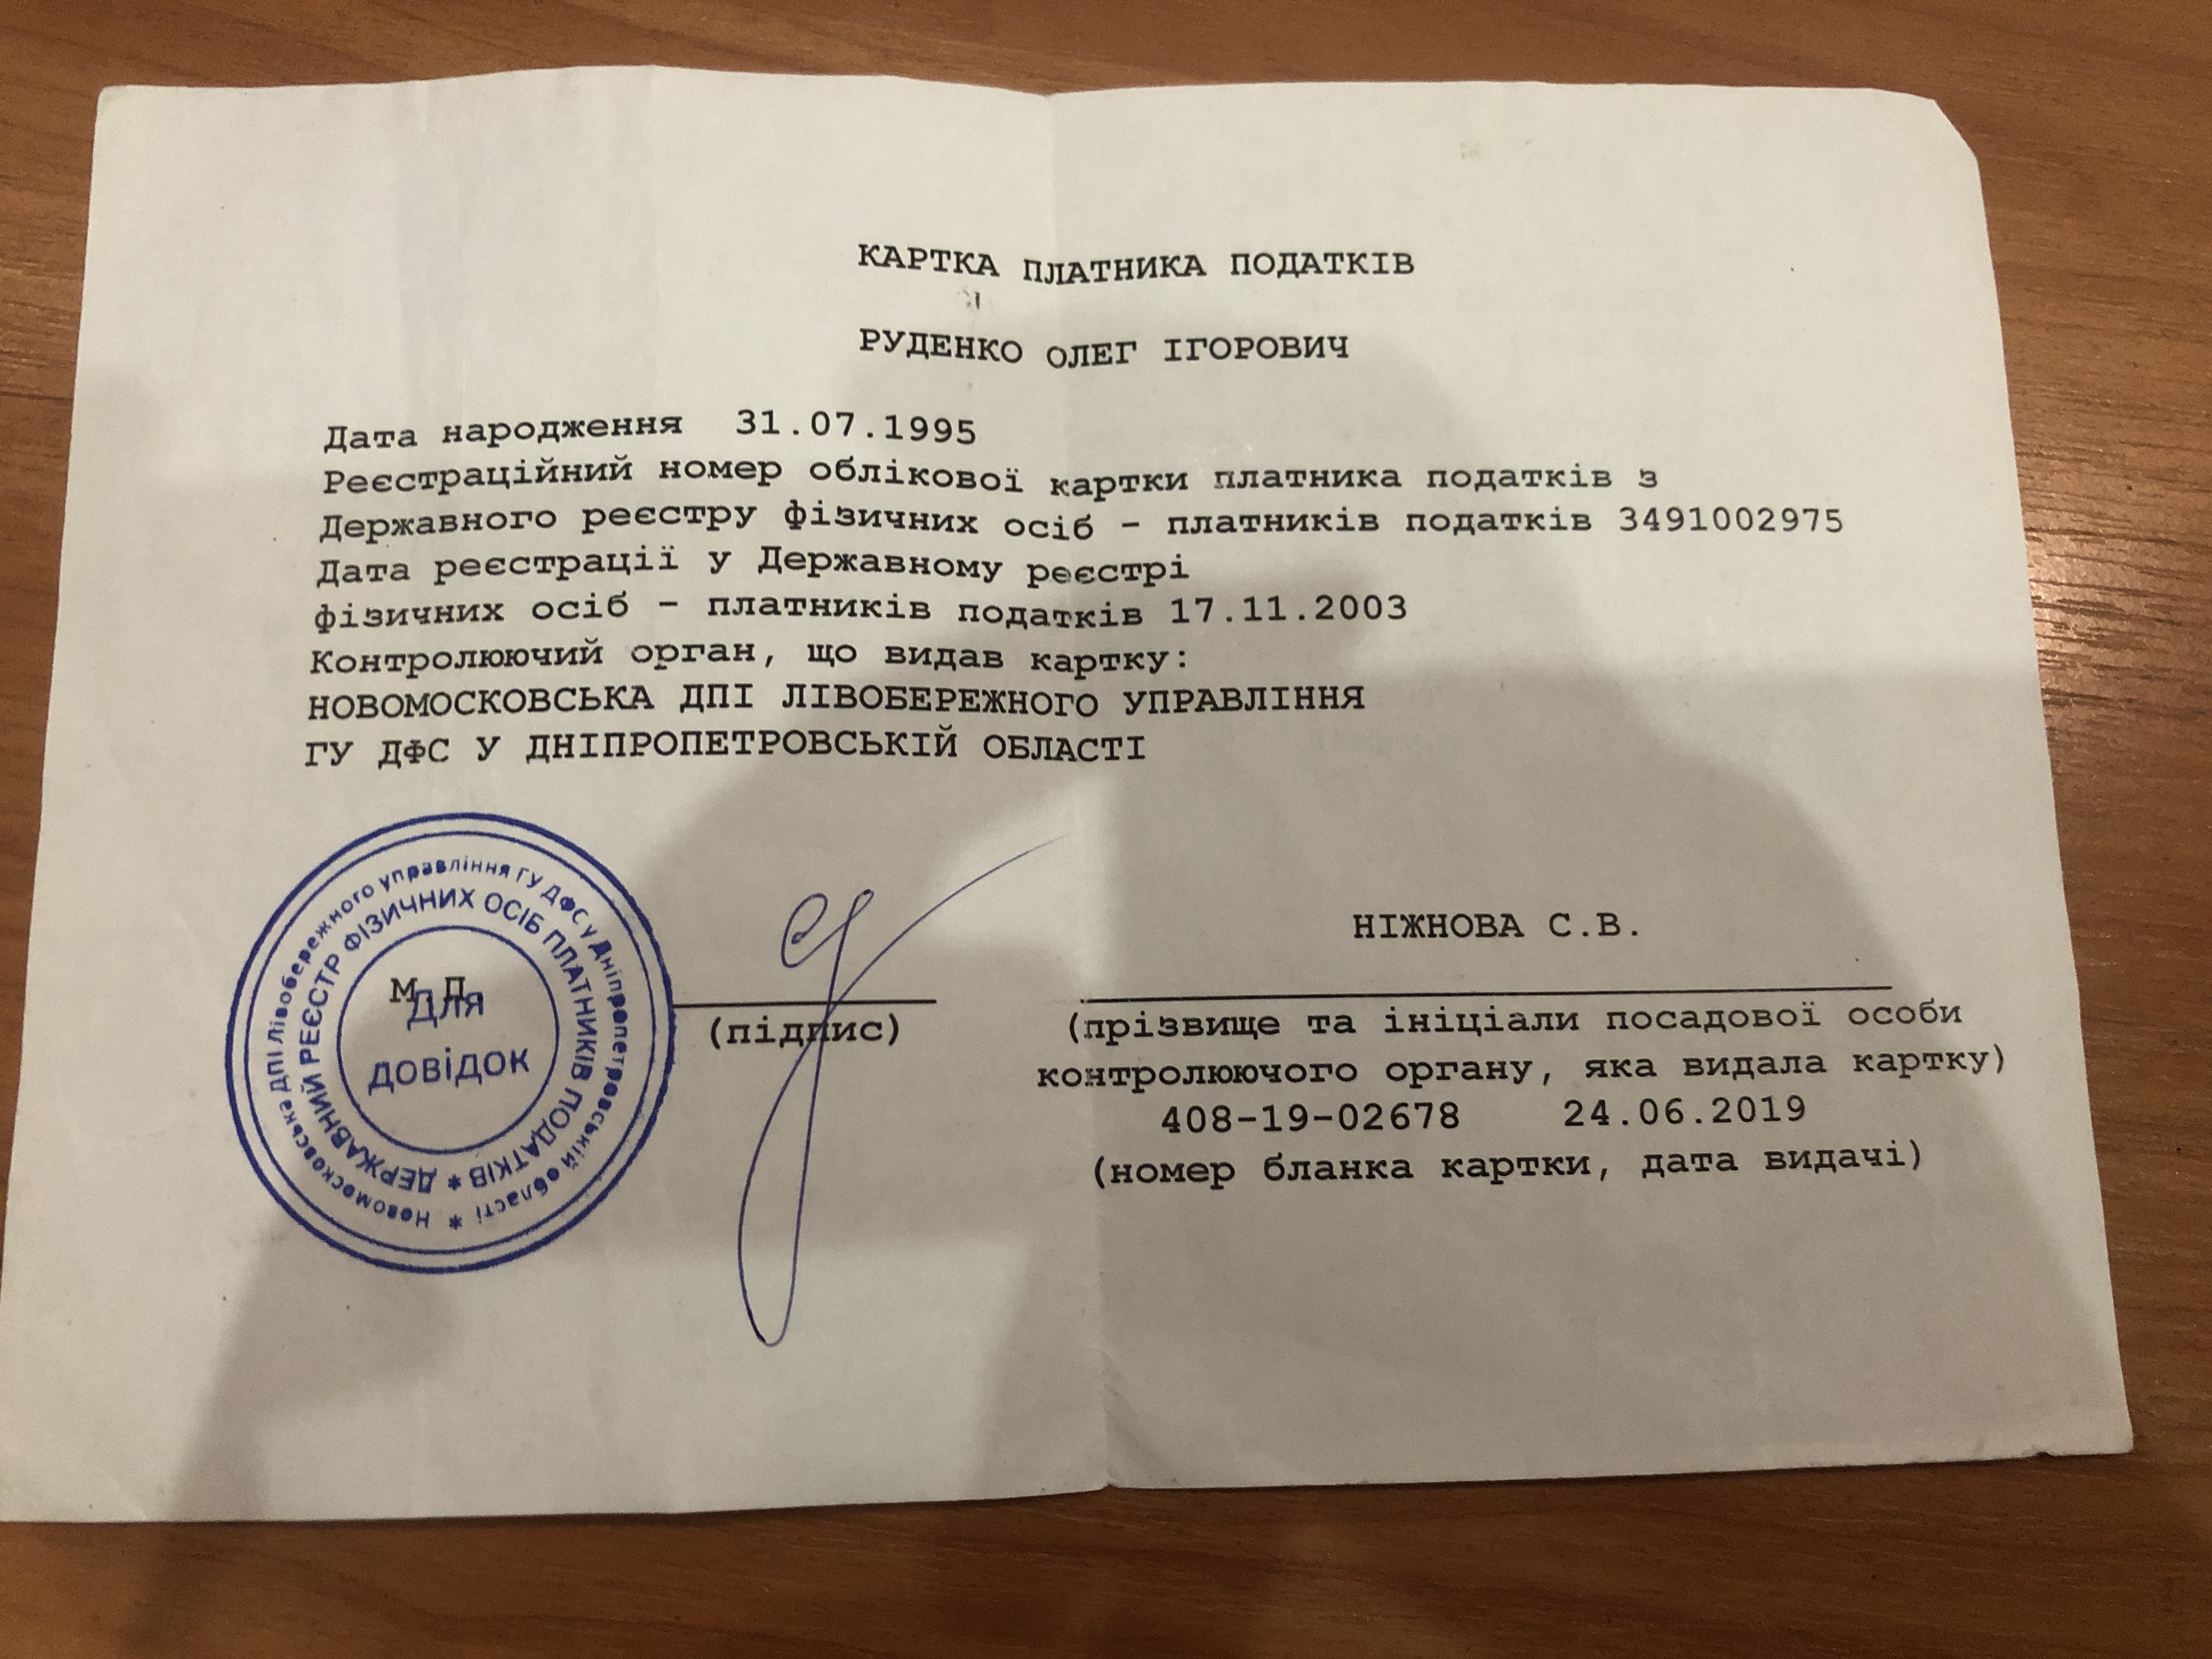 КАРТКА ПЛАТНИКА ПОДАТКІВ
РУДЕНКО ОЛЕГ ІГОРОВИЧ
Дата народження 31.07.1995
Реєстраційний номер облікової картки платника податків з
Державного реєстру фізичних осіб - платників податків 3491002975
Дата реєстрації у Державному реєстрі
фізичних осіб - платників податків 17.11.2003
Контролюючий орган, що видав картку:
НОВОМОСКОВСЬКА ДПІ ЛІВОБЕРЕЖНОГО УПРАВЛІННЯ
ГУ ДФС У ДНІПРОПЕТРОВСЬКІЙ ОБЛАСТІ
НІЖНОВА С.В.
(підпис)
(прізвище та ініціали посадової особи
контролюючого органу, яка видала картку)
408-19-02678 24.06.2019
(номер бланка картки, дата видачі)
* Новомосковська ДПІ Лівобережного управління ГУ ДФС у Дніпропетровській області
* ДЕРЖАВНИЙ РЕЄСТР ФІЗИЧНИХ ОСІБ ПЛАТНИКІВ ПОДАТКІВ
МП
Для
довідок